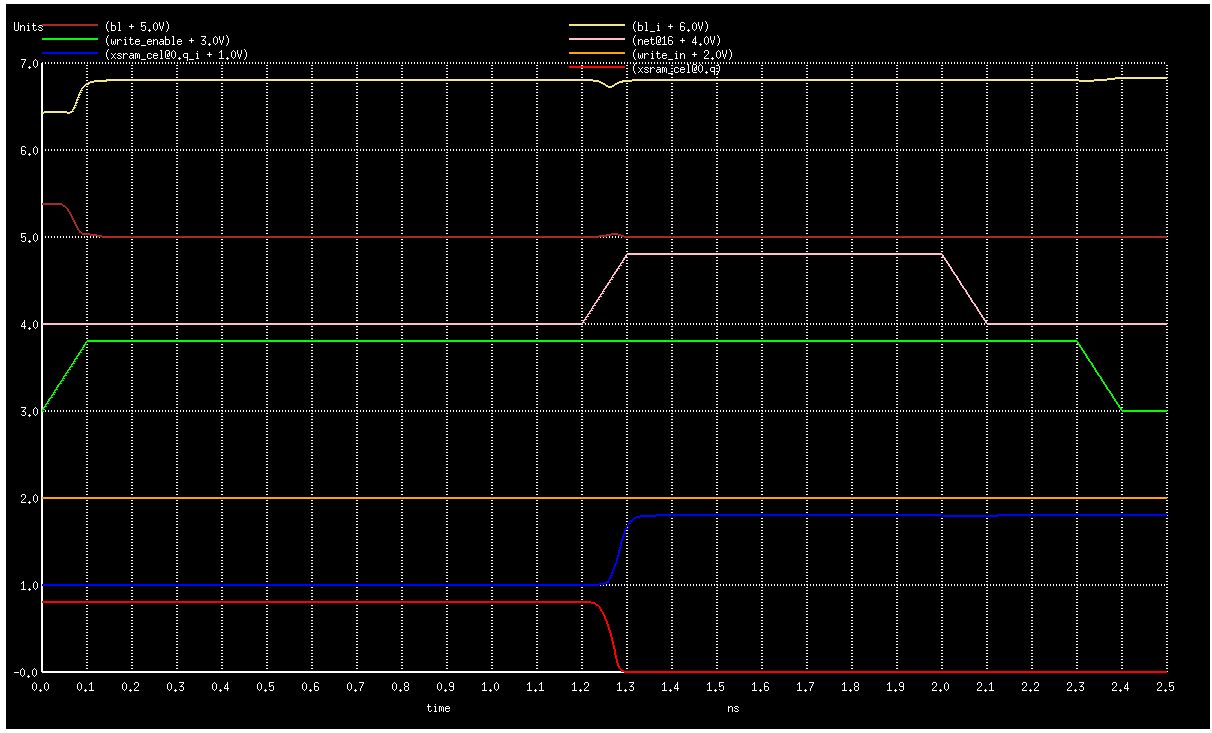 Units (bl + 5.0V) (bl_i + 6.0V)
(write_enable + 3.0V) (net@16 + 4.0V)
(xsram_cel@0.q_i + 1.0V) (write_in + 2.0V)
(xsram_cel@0.q)
7.0
6.0
5.0
4.0
3.0
2.0
1.0
-0.0
0.0 0.1 0.2 0.3 0.4 0.5 0.6 0.7 0.8 0.9 1.0 1.1 1.2 1.3 1.4 1.5 1.6 1.7 1.8 1.9 2.0 2.1 2.2 2.3 2.4 2.5
time ns